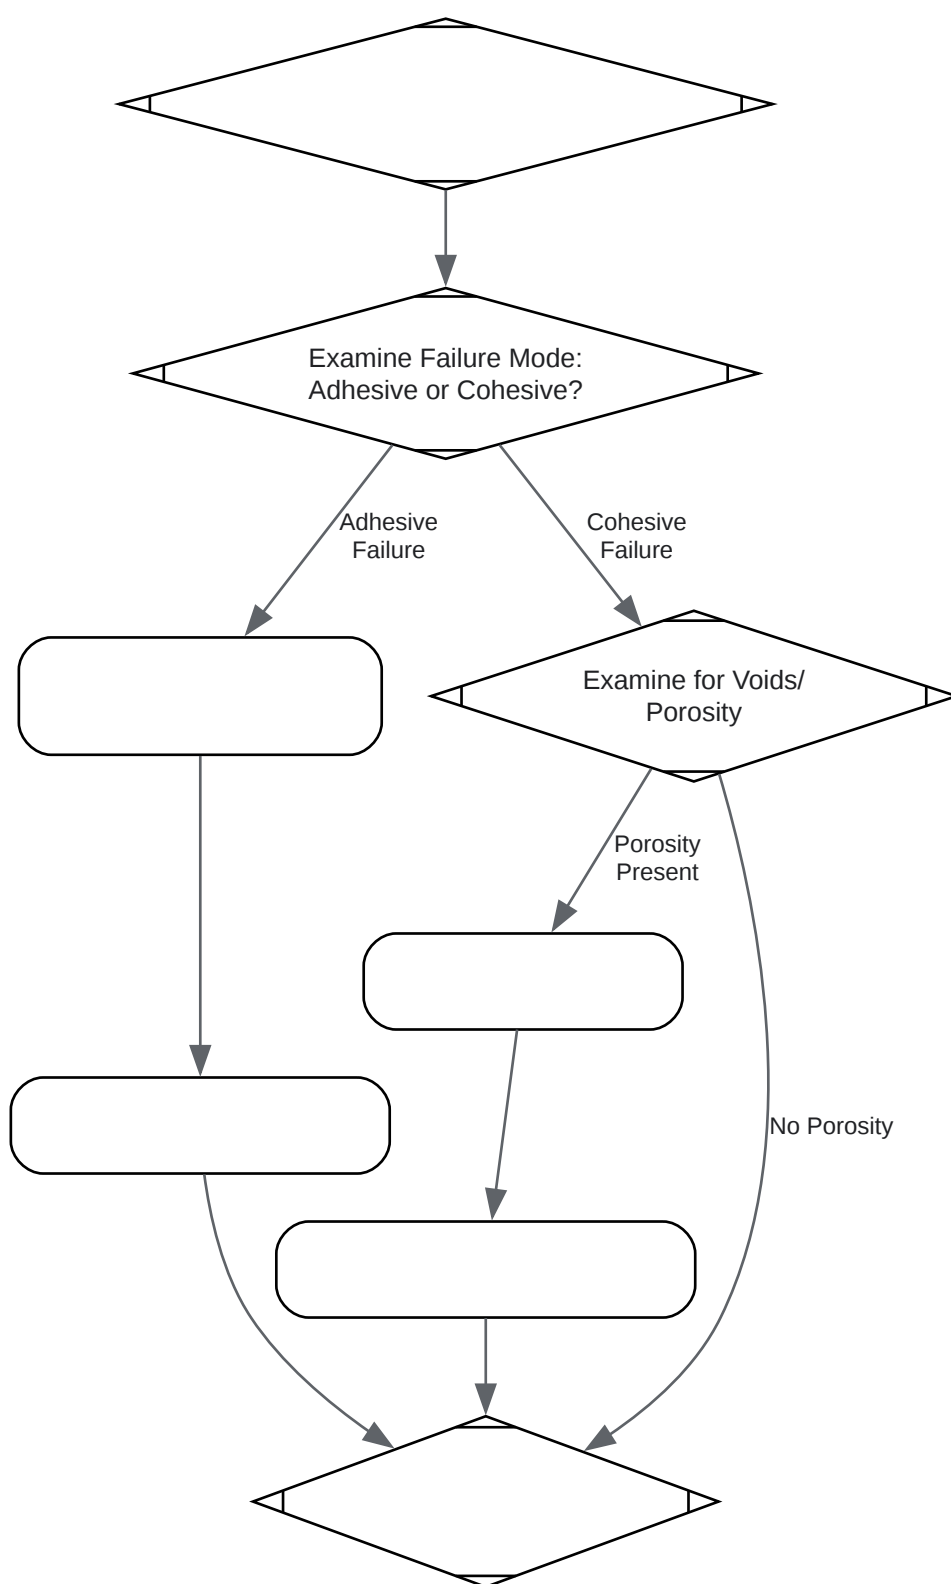 Examine Failure Mode:
Adhesive or Cohesive?
Adhesive
Failure
Cohesive
Failure
Examine for Voids/
Porosity
Porosity
Present
No Porosity